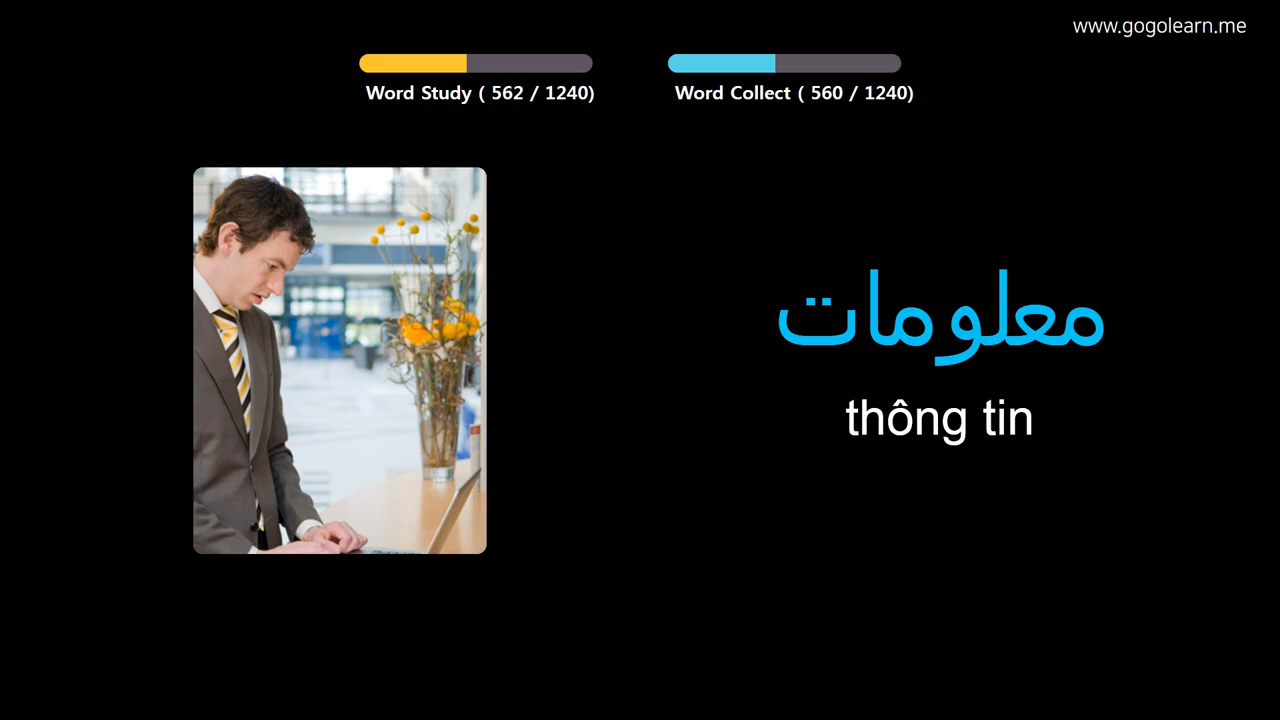 www.gogolearn.me
Word Study ( 562 / 1240)
Word Collect ( 560 / 1240)
معلومات
thông tin